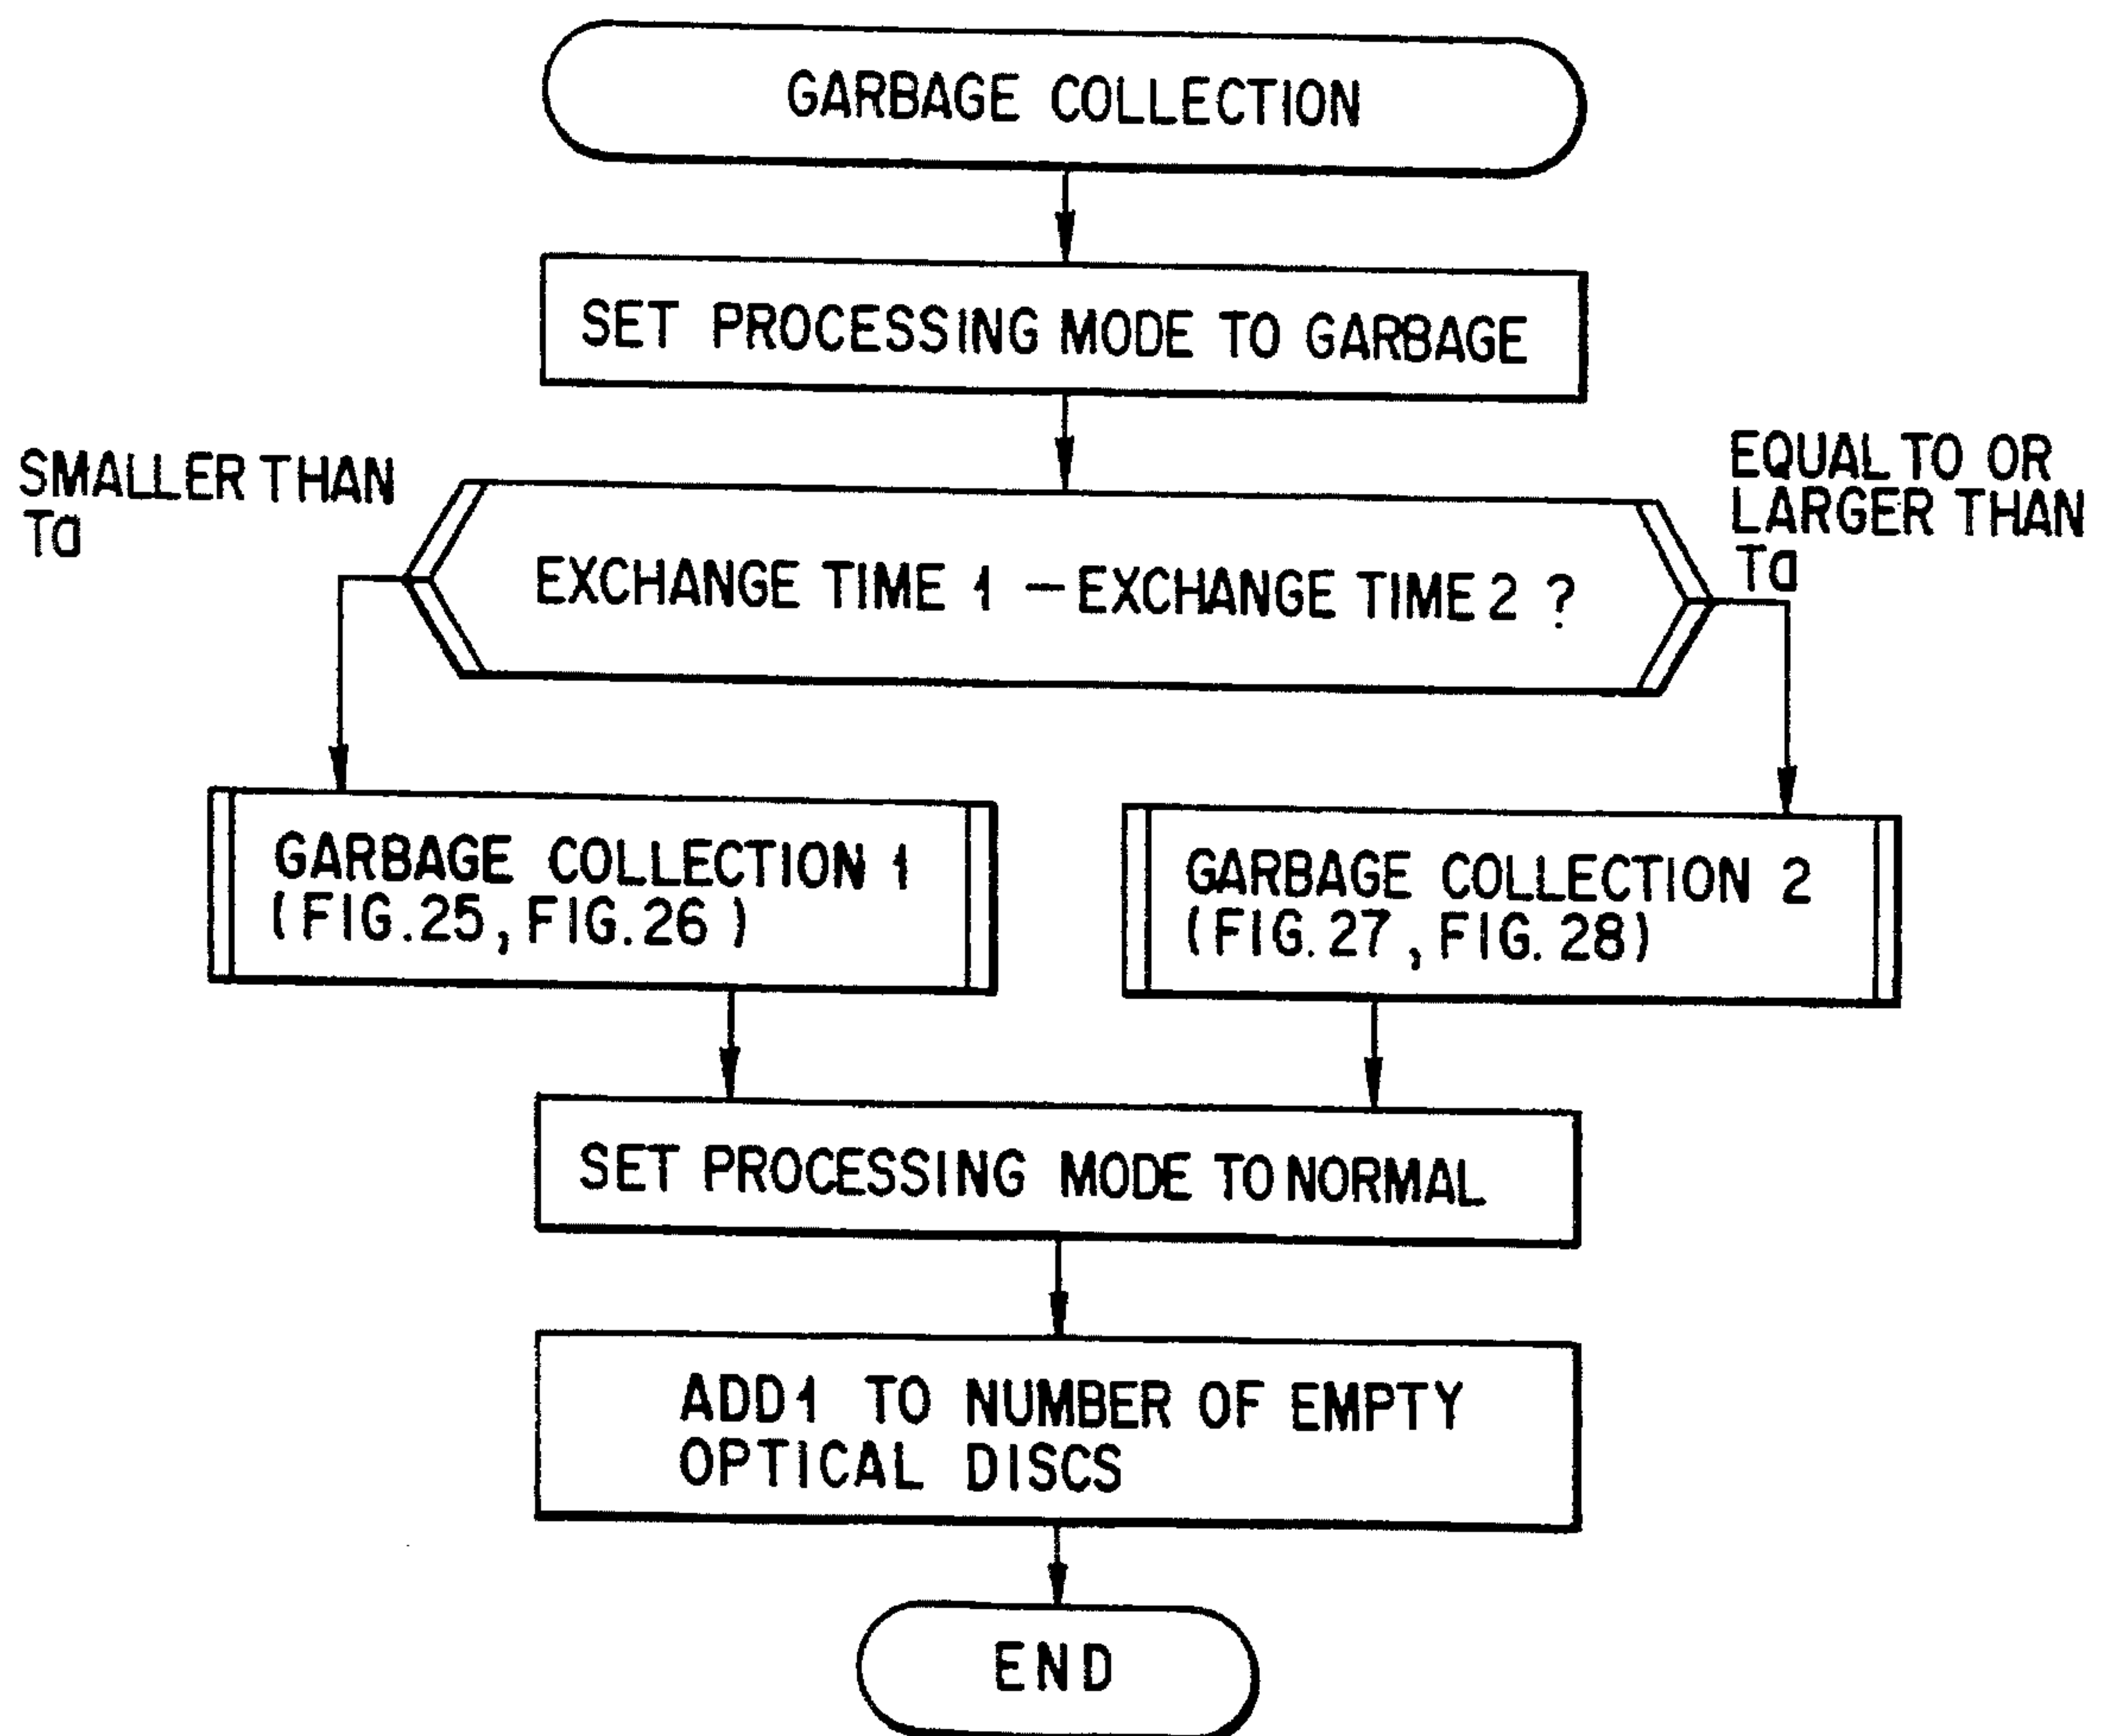 GARBAGE COLLECTION
SET PROCESSING MODE TO GARBAGE
SMALLER THAN
Ta
EQUAL TO OR
LARGER THAN
Ta
EXCHANGE TIME 1 — EXCHANGE TIME 2 ?
GARBAGE COLLECTION 1
(FIG.25, FIG.26)
GARBAGE COLLECTION 2
(FIG.27, FIG.28)
SET PROCESSING MODE TO NORMAL
ADD 1 TO NUMBER OF EMPTY
OPTICAL DISCS
END